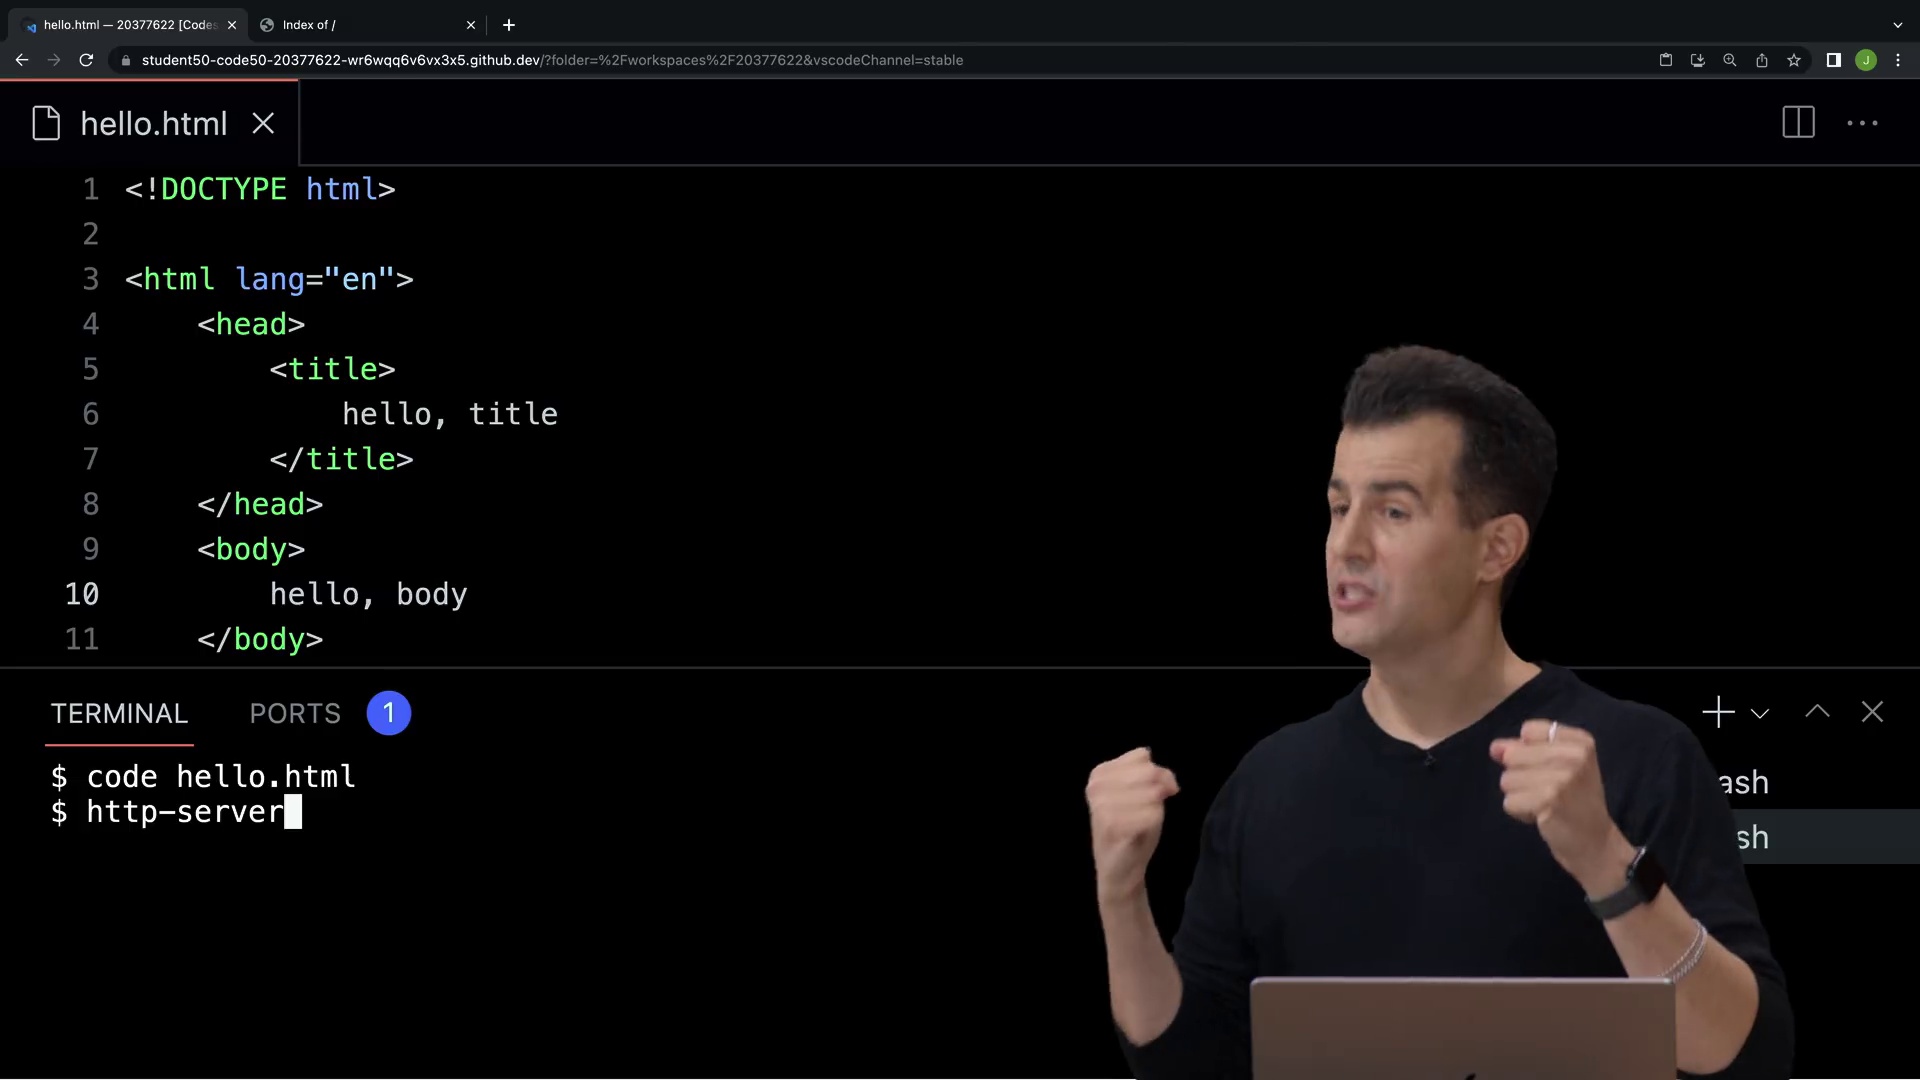 hello.html — 20377622 [Codes
Index of /
student50-code50-20377622-wr6wqq6v6vx3x5.github.dev/?folder=%2Fworkspaces%2F20377622&vscodeChannel=stable
J
hello.html
1 <!DOCTYPE html>
2
3 <html lang="en">
4 <head>
5 <title>
6 hello, title
7 </title>
8 </head>
9 <body>
10 hello, body
11 </body>
TERMINAL PORTS 1
$ code hello.html
$ http-server
ash
sh